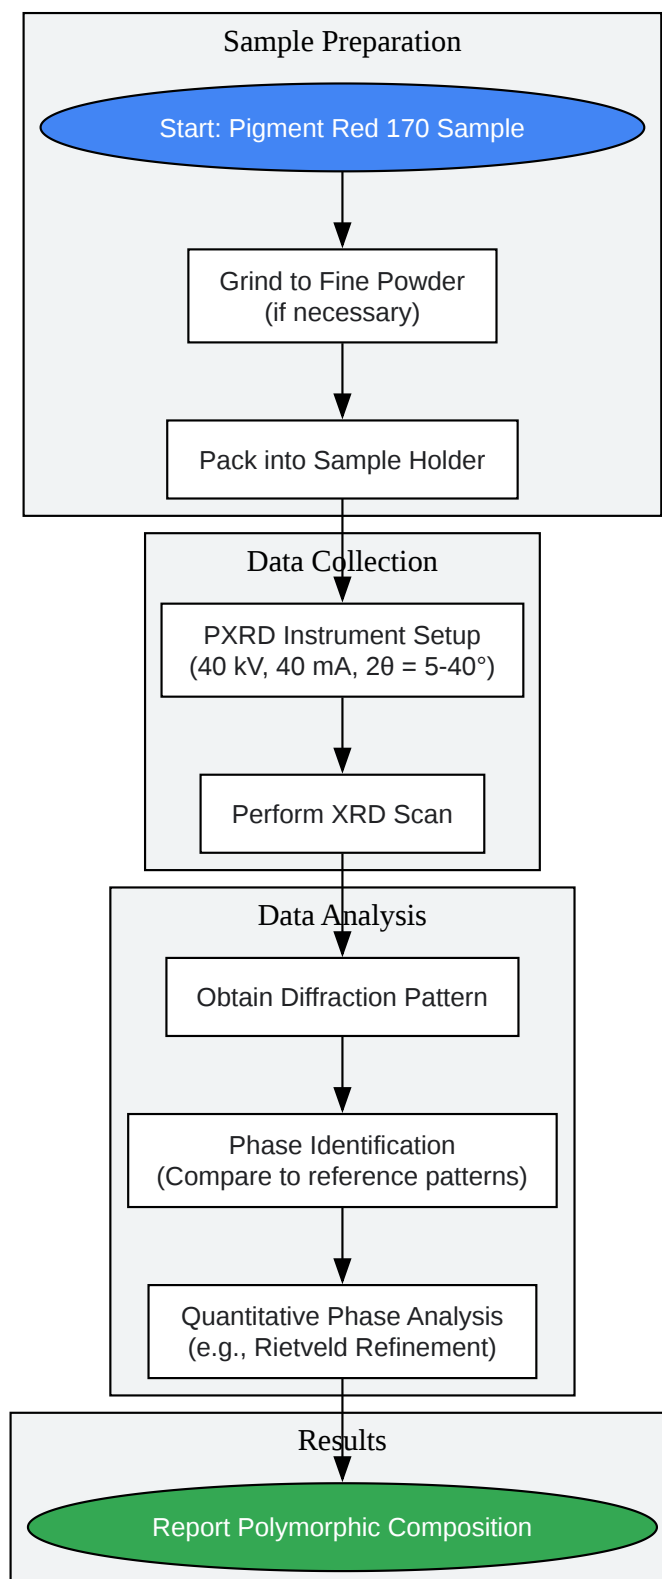 Sample Preparation
Start: Pigment Red 170 Sample
Grind to Fine Powder
(if necessary)
Pack into Sample Holder
Data Collection
PXRD Instrument Setup
(40 kV, 40 mA, 2θ = 5-40°)
Perform XRD Scan
Data Analysis
Obtain Diffraction Pattern
Phase Identification
(Compare to reference patterns)
Quantitative Phase Analysis
(e.g., Rietveld Refinement)
Results
Report Polymorphic Composition